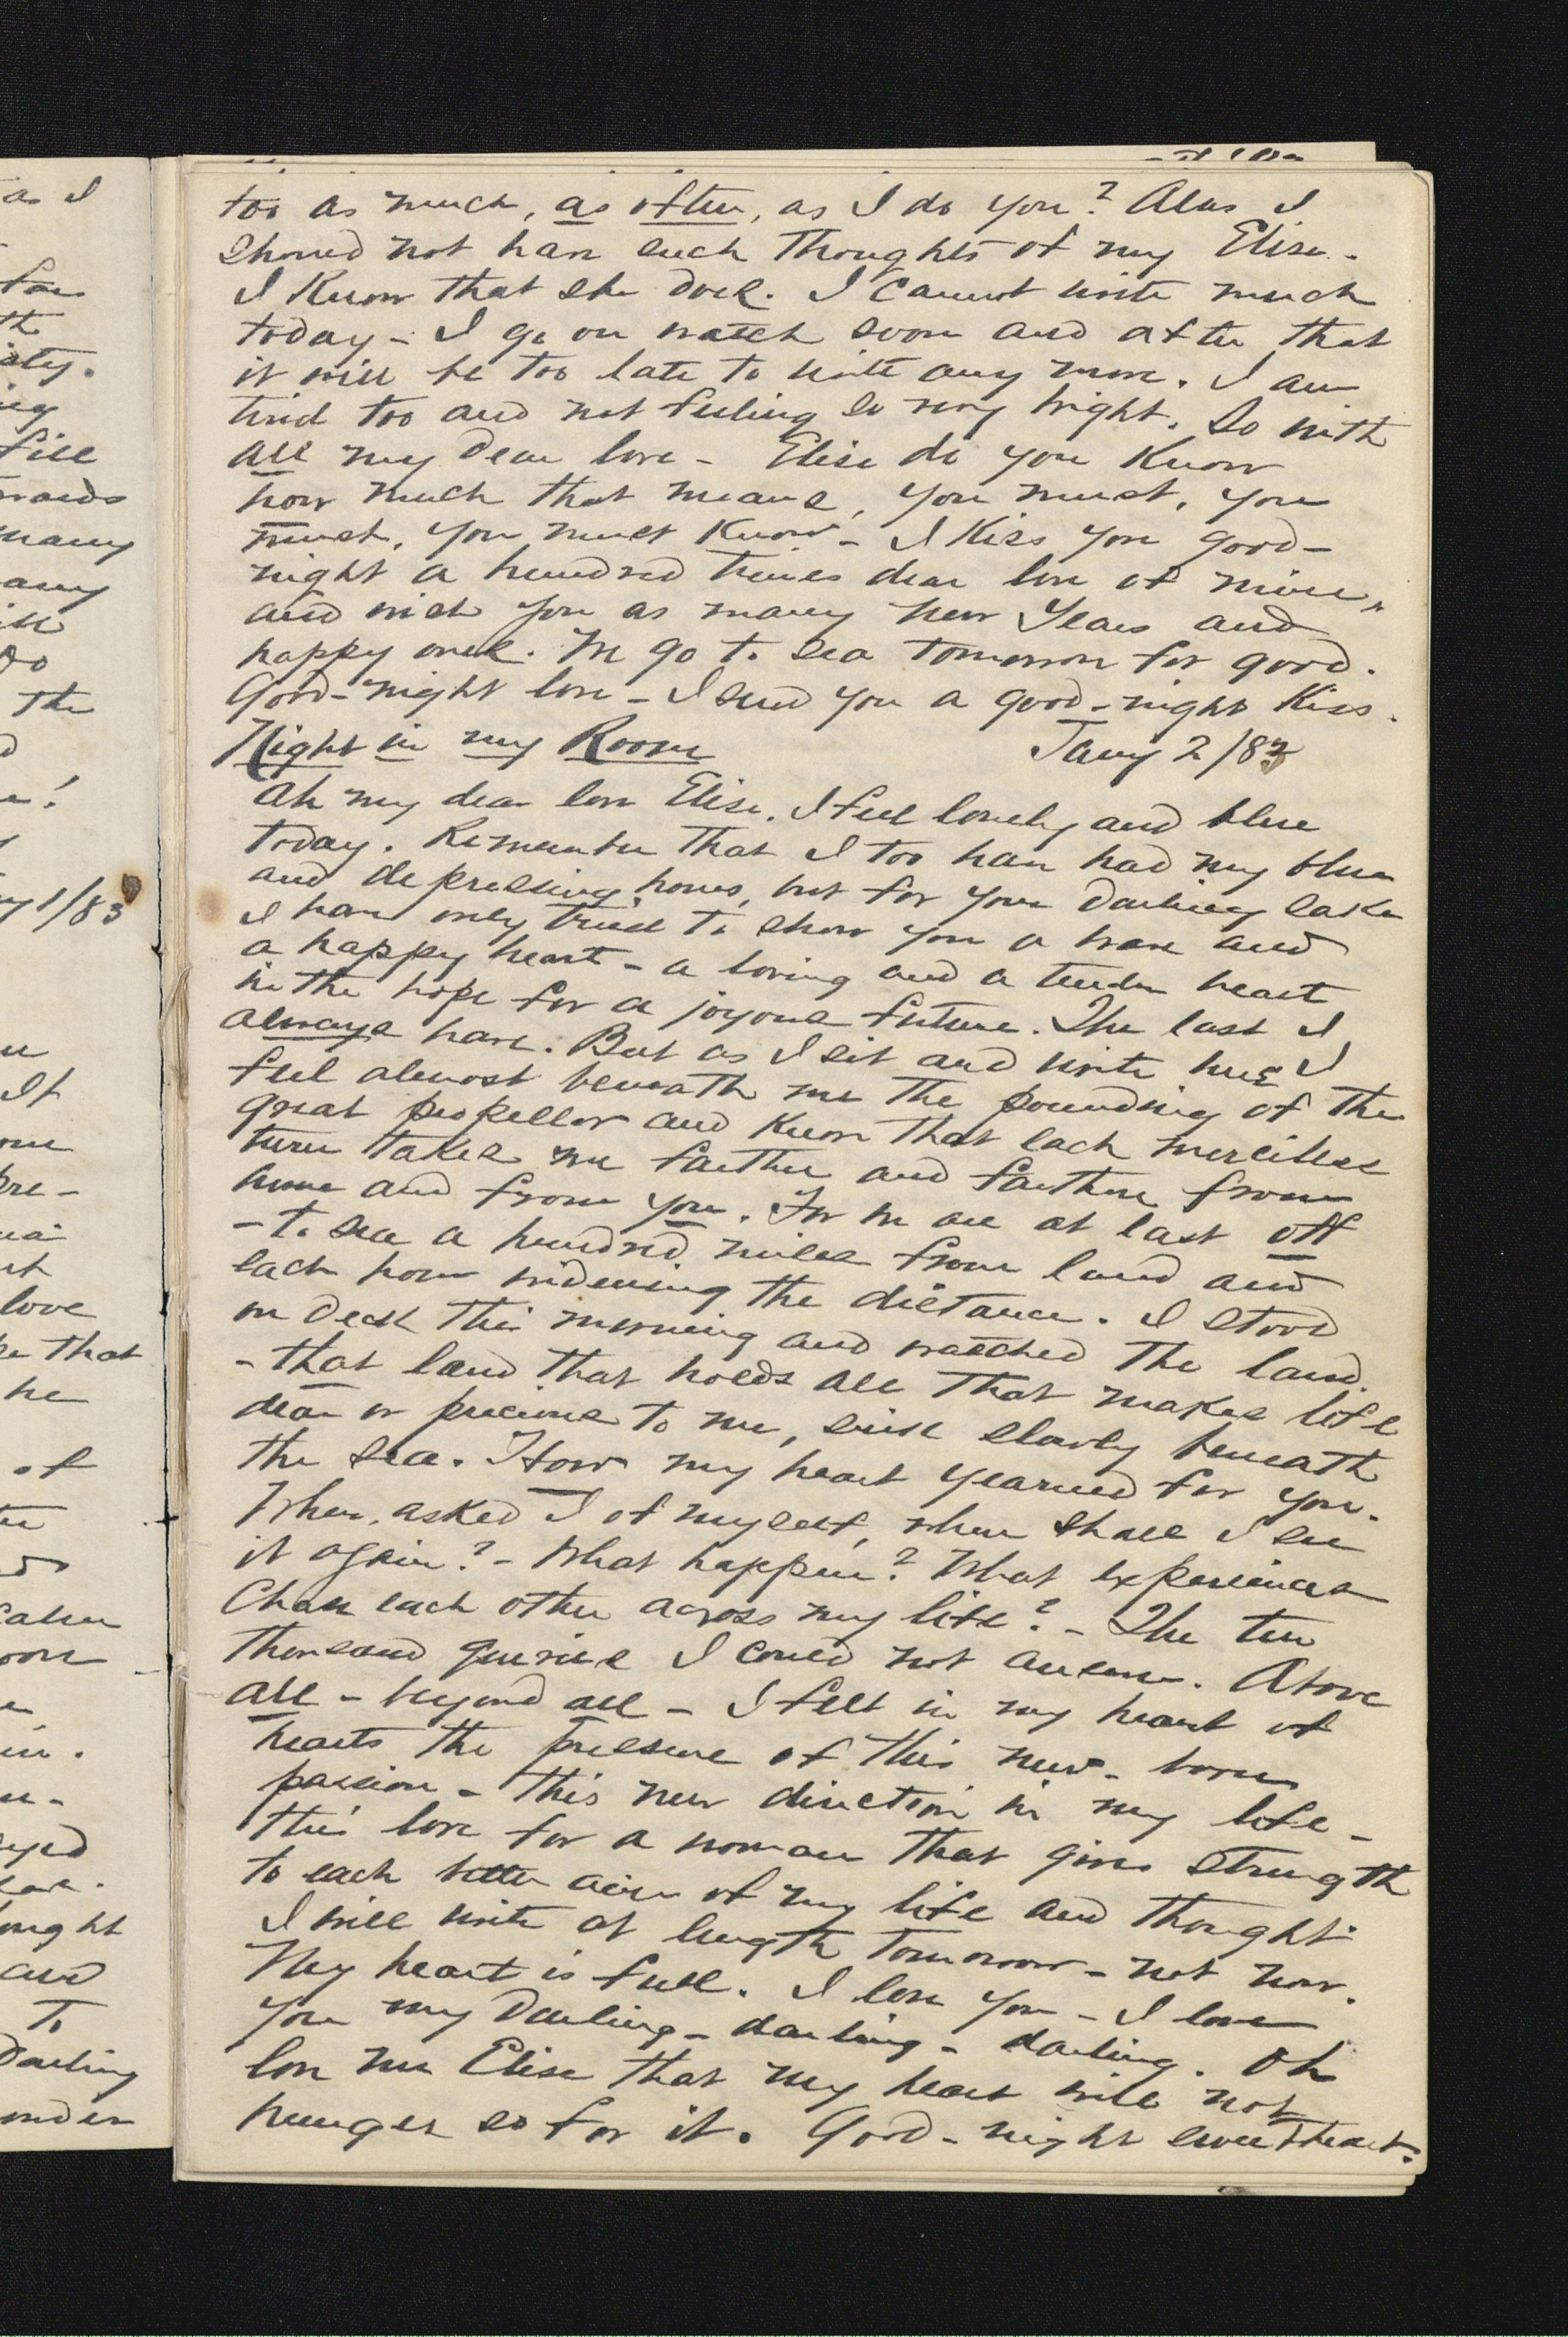 too as much, as often, as I do you? Alas I
should not have such thoughts of my Elise.
I know that she does. I cannot write much
today - I go on watch soon and after that
it will be too late to write any more. I am
tired too and not feeling so very bright. So with
all my dear love - Elise do you know
how much that means, you must, you
must, you must know - I kiss you good-
night a hundred times dear love of mine,
and wish you as many New Years and
happy ones. We go to sea tomorrow for good.
Good-night love - I send you a good-night kiss.
Night in my Room Jany 2/83
Ah my dear love Elise. I feel lonely and blue
today. Remember that I too have had my blue
and depressing hours, but for your darling sake
I have only tried to show you a brave and
a happy heart - a loving and a tender heart
in the hope for a joyous future. The last I
always have. But as I sit and write here I
feel almost beneath me the pounding of the
great propellor and know that each merciless
turn takes me farther and farther from
home and from you. For we are at last off
- to sea a hundred miles from land and
each hour widening the distance. I stood
on deck this morning and watched the land
- that land that holds all that makes life
dear or precious to me, sink slowly beneath
the sea. How my heart yearned for you.
When, asked I of myself, when shall I see
it again? - What happen? What experiences
Chase each other across my life? - The ten
thousand queries I could not answer. Above
all - beyond all - I felt in my heart of
hearts the pressure of this new-born
passion - this new direction in my life -
this love for a woman that gives strength
to each better aim of my life and thought
I will write at length tomorrow - not now.
My heart is full. I love you - I love
you my Darling - darling - darling. Oh
love me Elise that my heart will not
hunger so for it. Good-night sweetheart.